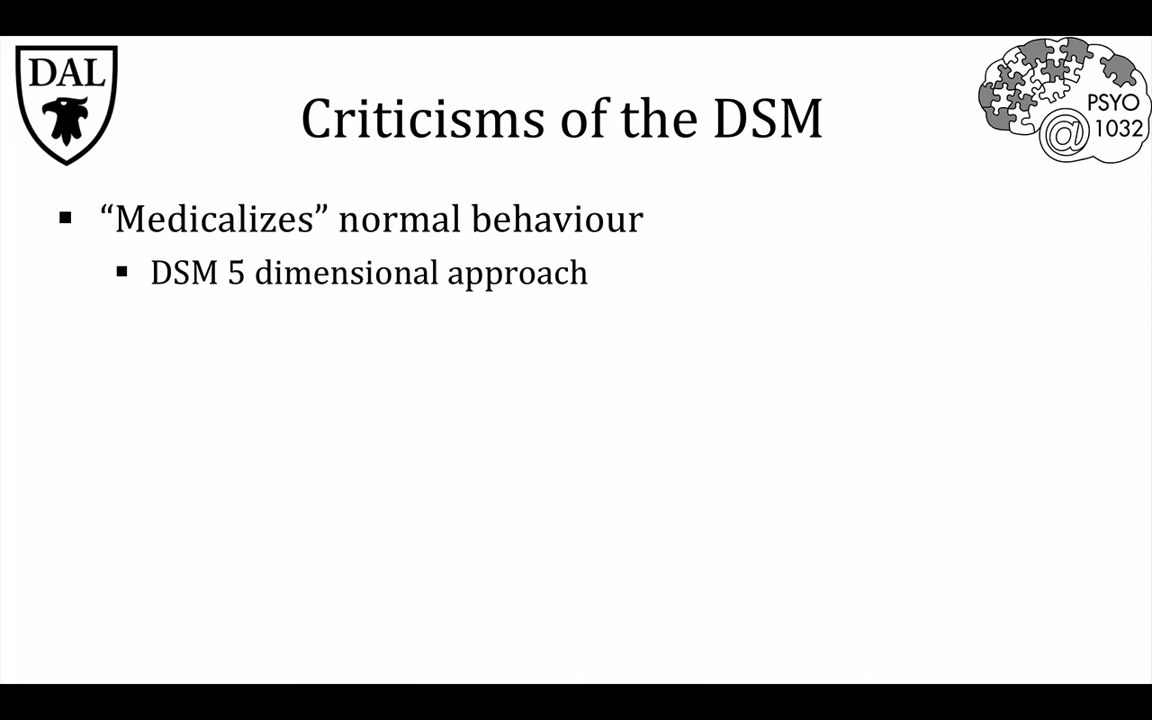 DAL
Criticisms of the DSM
PSYO
@ 1032
▪ “Medicalizes” normal behaviour
▪ DSM 5 dimensional approach